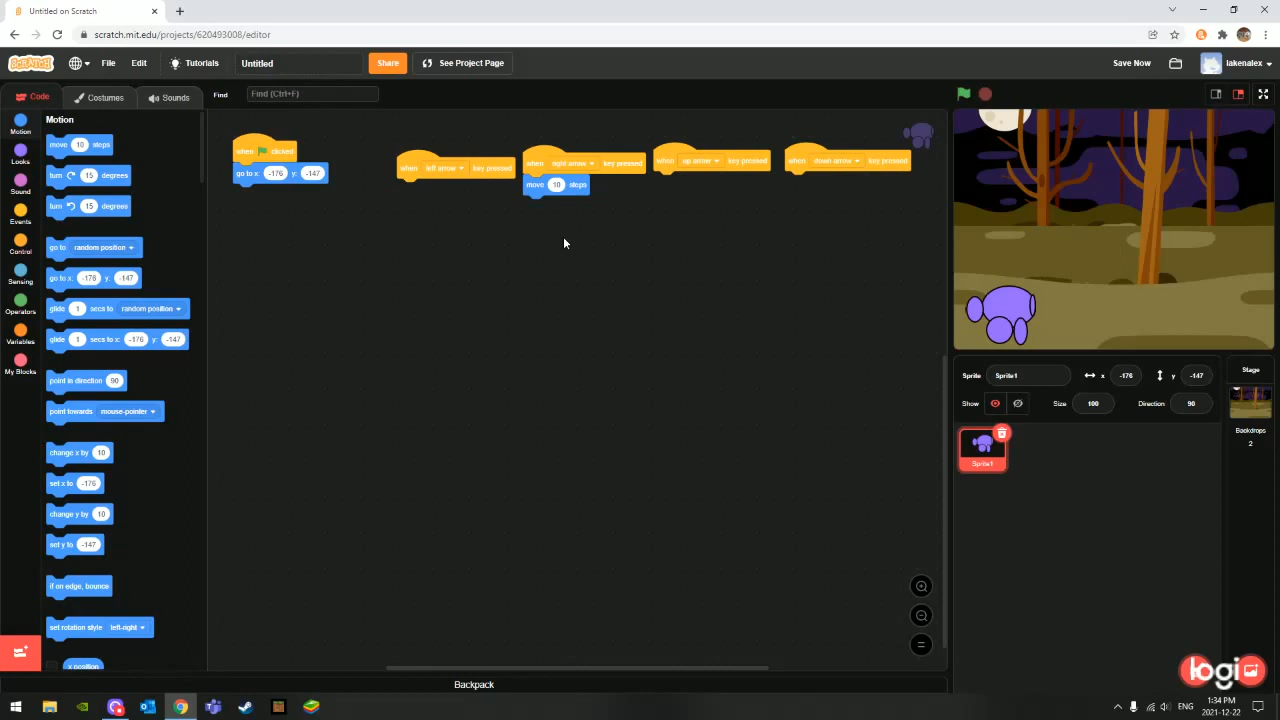 Untitled on Scratch
scratch.mit.edu/projects/620493008/editor
SCRATCH
File
Edit
Tutorials
Untitled
Share
See Project Page
Save Now
lakenalex
Code
Costumes
Sounds
Find
Find (Ctrl+F)
Motion
Looks
Sound
Events
Control
Sensing
Operators
Variables
My Blocks
Motion
move 10 steps
turn 15 degrees
turn 15 degrees
go to random position
go to x: -176 y: -147
glide 1 secs to random position
glide 1 secs to x: -176 y: -147
point in direction 90
point towards mouse-pointer
change x by 10
set x to -176
change y by 10
set y to -147
if on edge, bounce
set rotation style left-right
x position
when clicked
go to x: -176 y: -147
when left arrow key pressed
when right arrow key pressed
move 10 steps
when up arrow key pressed
when down arrow key pressed
Sprite
Sprite1
x
-176
y
-147
Show
Size
100
Direction
90
Sprite1
Stage
Backdrops
2
Backpack
logi
ENG
1:34 PM
2021-12-22